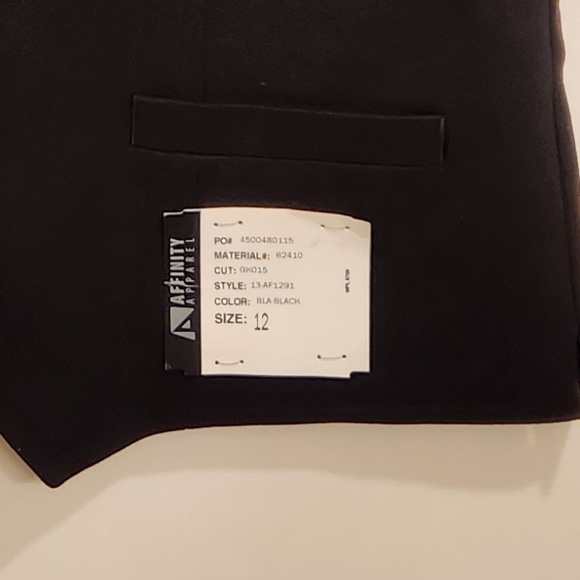 AFFINITY
APPAREL
PO# 4500480115
MATERIAL#: 62410
CUT: GK015
STYLE: 13-AF1291
COLOR: BLA-BLACK
SIZE: 12